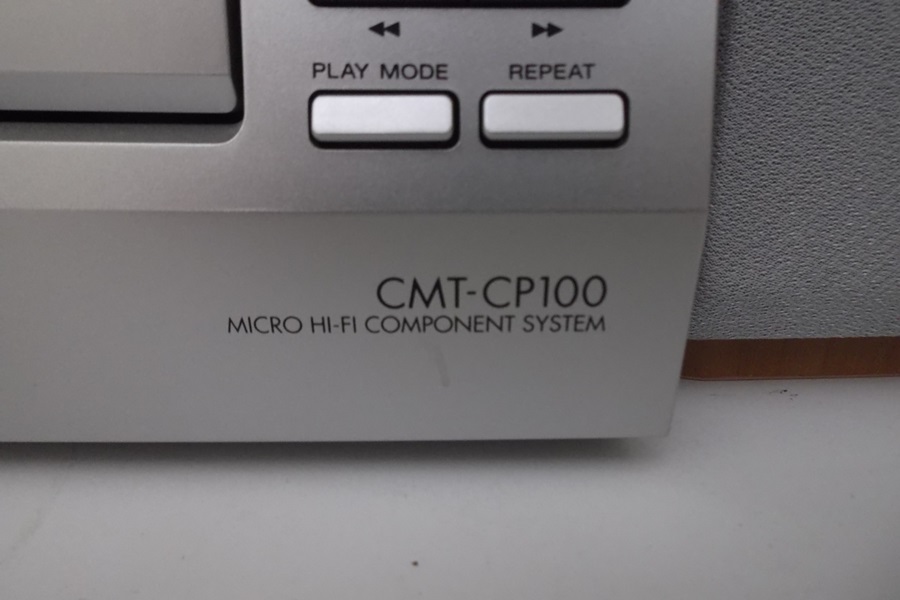 PLAY MODE REPEAT
CMT-CP100
MICRO HI-FI COMPONENT SYSTEM